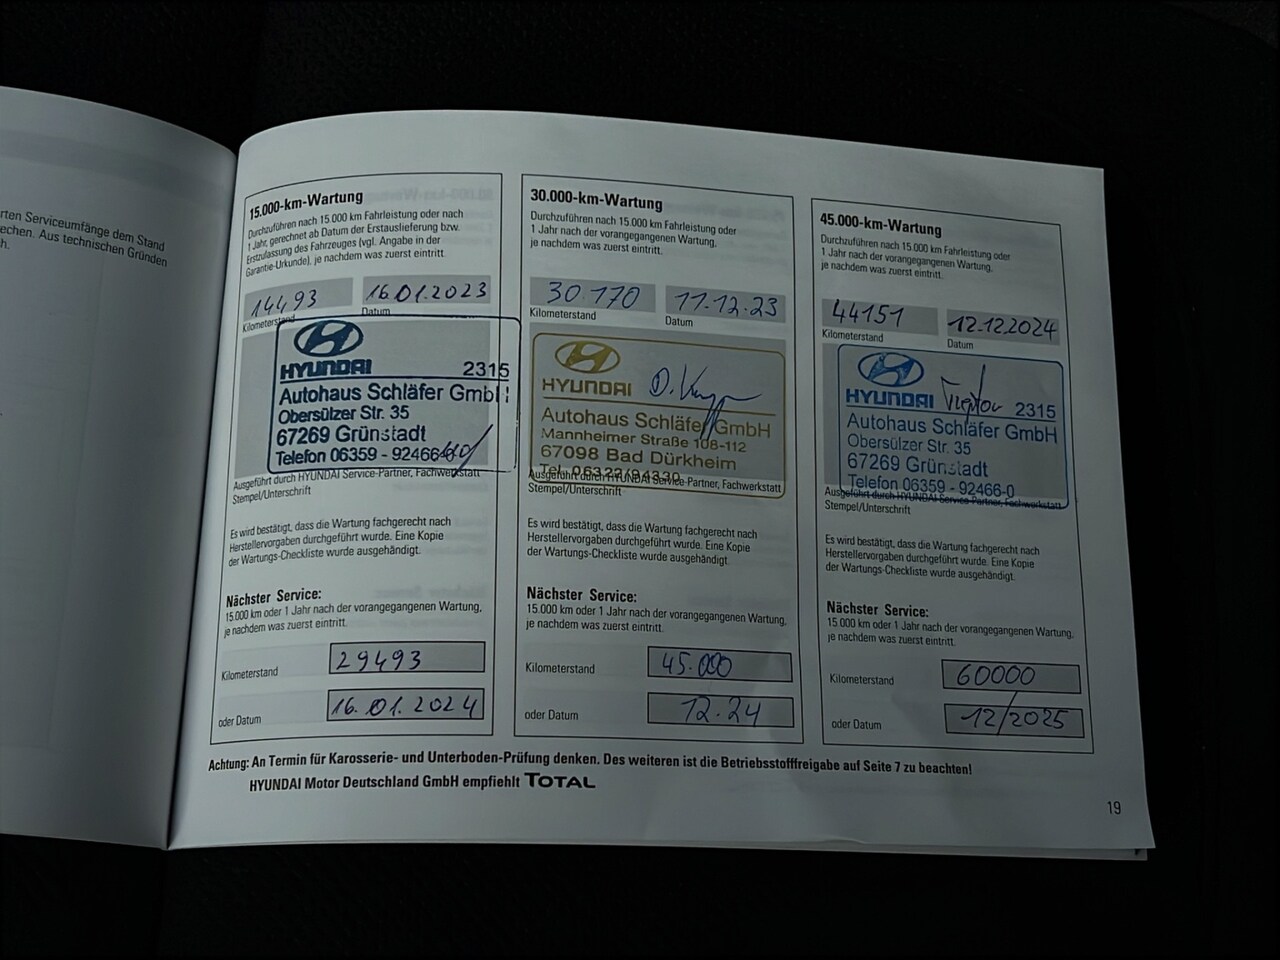 rten Serviceumfänge dem Stand
echen. Aus technischen Gründen
h.
15.000-km-Wartung
Durchzuführen nach 15.000 km Fahrleistung oder nach
1 Jahr, gerechnet ab Datum der Erstauslieferung bzw.
Erstzulassung des Fahrzeuges (vgl. Angabe in der
Garantie-Urkunde), je nachdem was zuerst eintritt.
14493 16.01.2023
Kilometerstand Datum
HYUNDAI 2315
Autohaus Schläfer GmbH
Obersülzer Str. 35
67269 Grünstadt
Telefon 06359 - 92466-0
Ausgeführt durch HYUNDAI Service-Partner, Fachwerkstatt
Stempel/Unterschrift
Es wird bestätigt, dass die Wartung fachgerecht nach
Herstellervorgaben durchgeführt wurde. Eine Kopie
der Wartungs-Checkliste wurde ausgehändigt.
Nächster Service:
15.000 km oder 1 Jahr nach der vorangegangenen Wartung,
je nachdem was zuerst eintritt.
Kilometerstand 29493
oder Datum 16.01.2024
30.000-km-Wartung
Durchzuführen nach 15.000 km Fahrleistung oder
1 Jahr nach der vorangegangenen Wartung,
je nachdem was zuerst eintritt.
30.170 11.12.23
Kilometerstand Datum
HYUNDAI
Autohaus Schläfer GmbH
Mannheimer Straße 108-112
67098 Bad Dürkheim
Tel. 06322/94330
Ausgeführt durch HYUNDAI Service-Partner, Fachwerkstatt
Stempel/Unterschrift
Es wird bestätigt, dass die Wartung fachgerecht nach
Herstellervorgaben durchgeführt wurde. Eine Kopie
der Wartungs-Checkliste wurde ausgehändigt.
Nächster Service:
15.000 km oder 1 Jahr nach der vorangegangenen Wartung,
je nachdem was zuerst eintritt.
Kilometerstand 45.000
oder Datum 12.24
45.000-km-Wartung
Durchzuführen nach 15.000 km Fahrleistung oder
1 Jahr nach der vorangegangenen Wartung,
je nachdem was zuerst eintritt.
44151 12.12.2024
Kilometerstand Datum
HYUNDAI 2315
Autohaus Schläfer GmbH
Obersülzer Str. 35
67269 Grünstadt
Telefon 06359 - 92466-0
Ausgeführt durch HYUNDAI Service-Partner, Fachwerkstatt
Stempel/Unterschrift
Es wird bestätigt, dass die Wartung fachgerecht nach
Herstellervorgaben durchgeführt wurde. Eine Kopie
der Wartungs-Checkliste wurde ausgehändigt.
Nächster Service:
15.000 km oder 1 Jahr nach der vorangegangenen Wartung,
je nachdem was zuerst eintritt.
Kilometerstand 60000
oder Datum 12/2025
Achtung: An Termin für Karosserie- und Unterboden-Prüfung denken. Des weiteren ist die Betriebsstofffreigabe auf Seite 7 zu beachten!
HYUNDAI Motor Deutschland GmbH empfiehlt TOTAL
19